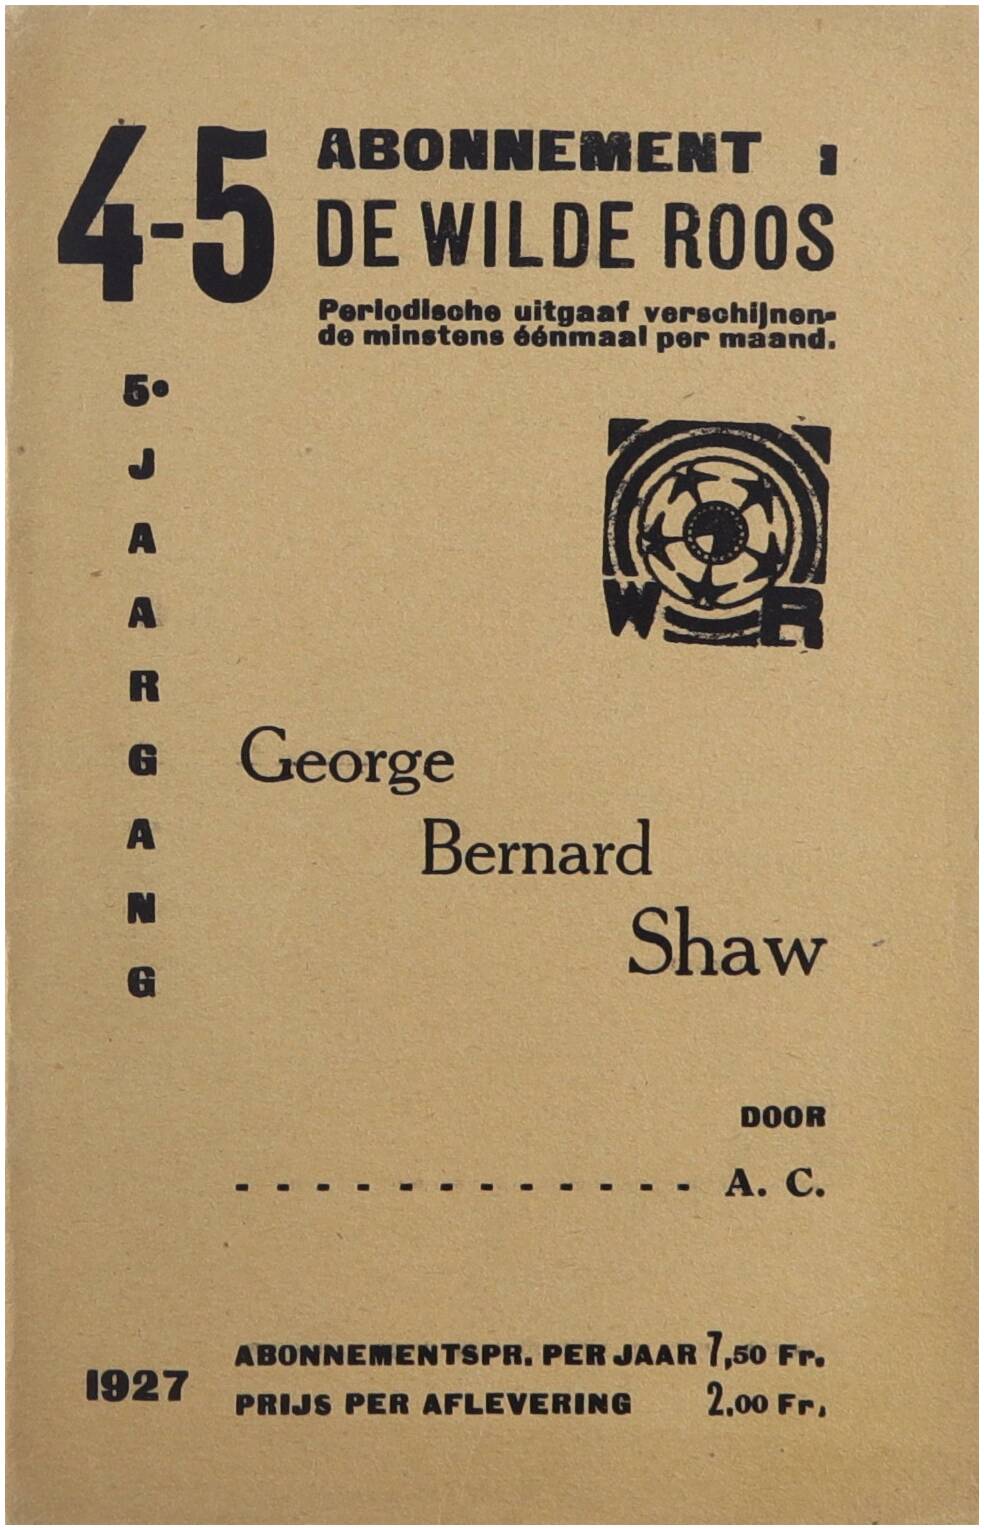 4-5
ABONNEMENT :
DE WILDE ROOS
Periodische uitgaaf verschijnen-
de minstens éénmaal per maand.
5e
J
A
A
R
G
A
N
G
W R
George
Bernard
Shaw
DOOR
- - - - - - - - - - - - A. C.
1927
ABONNEMENTSPR. PER JAAR 7,50 Fr.
PRIJS PER AFLEVERING 2.00 Fr.